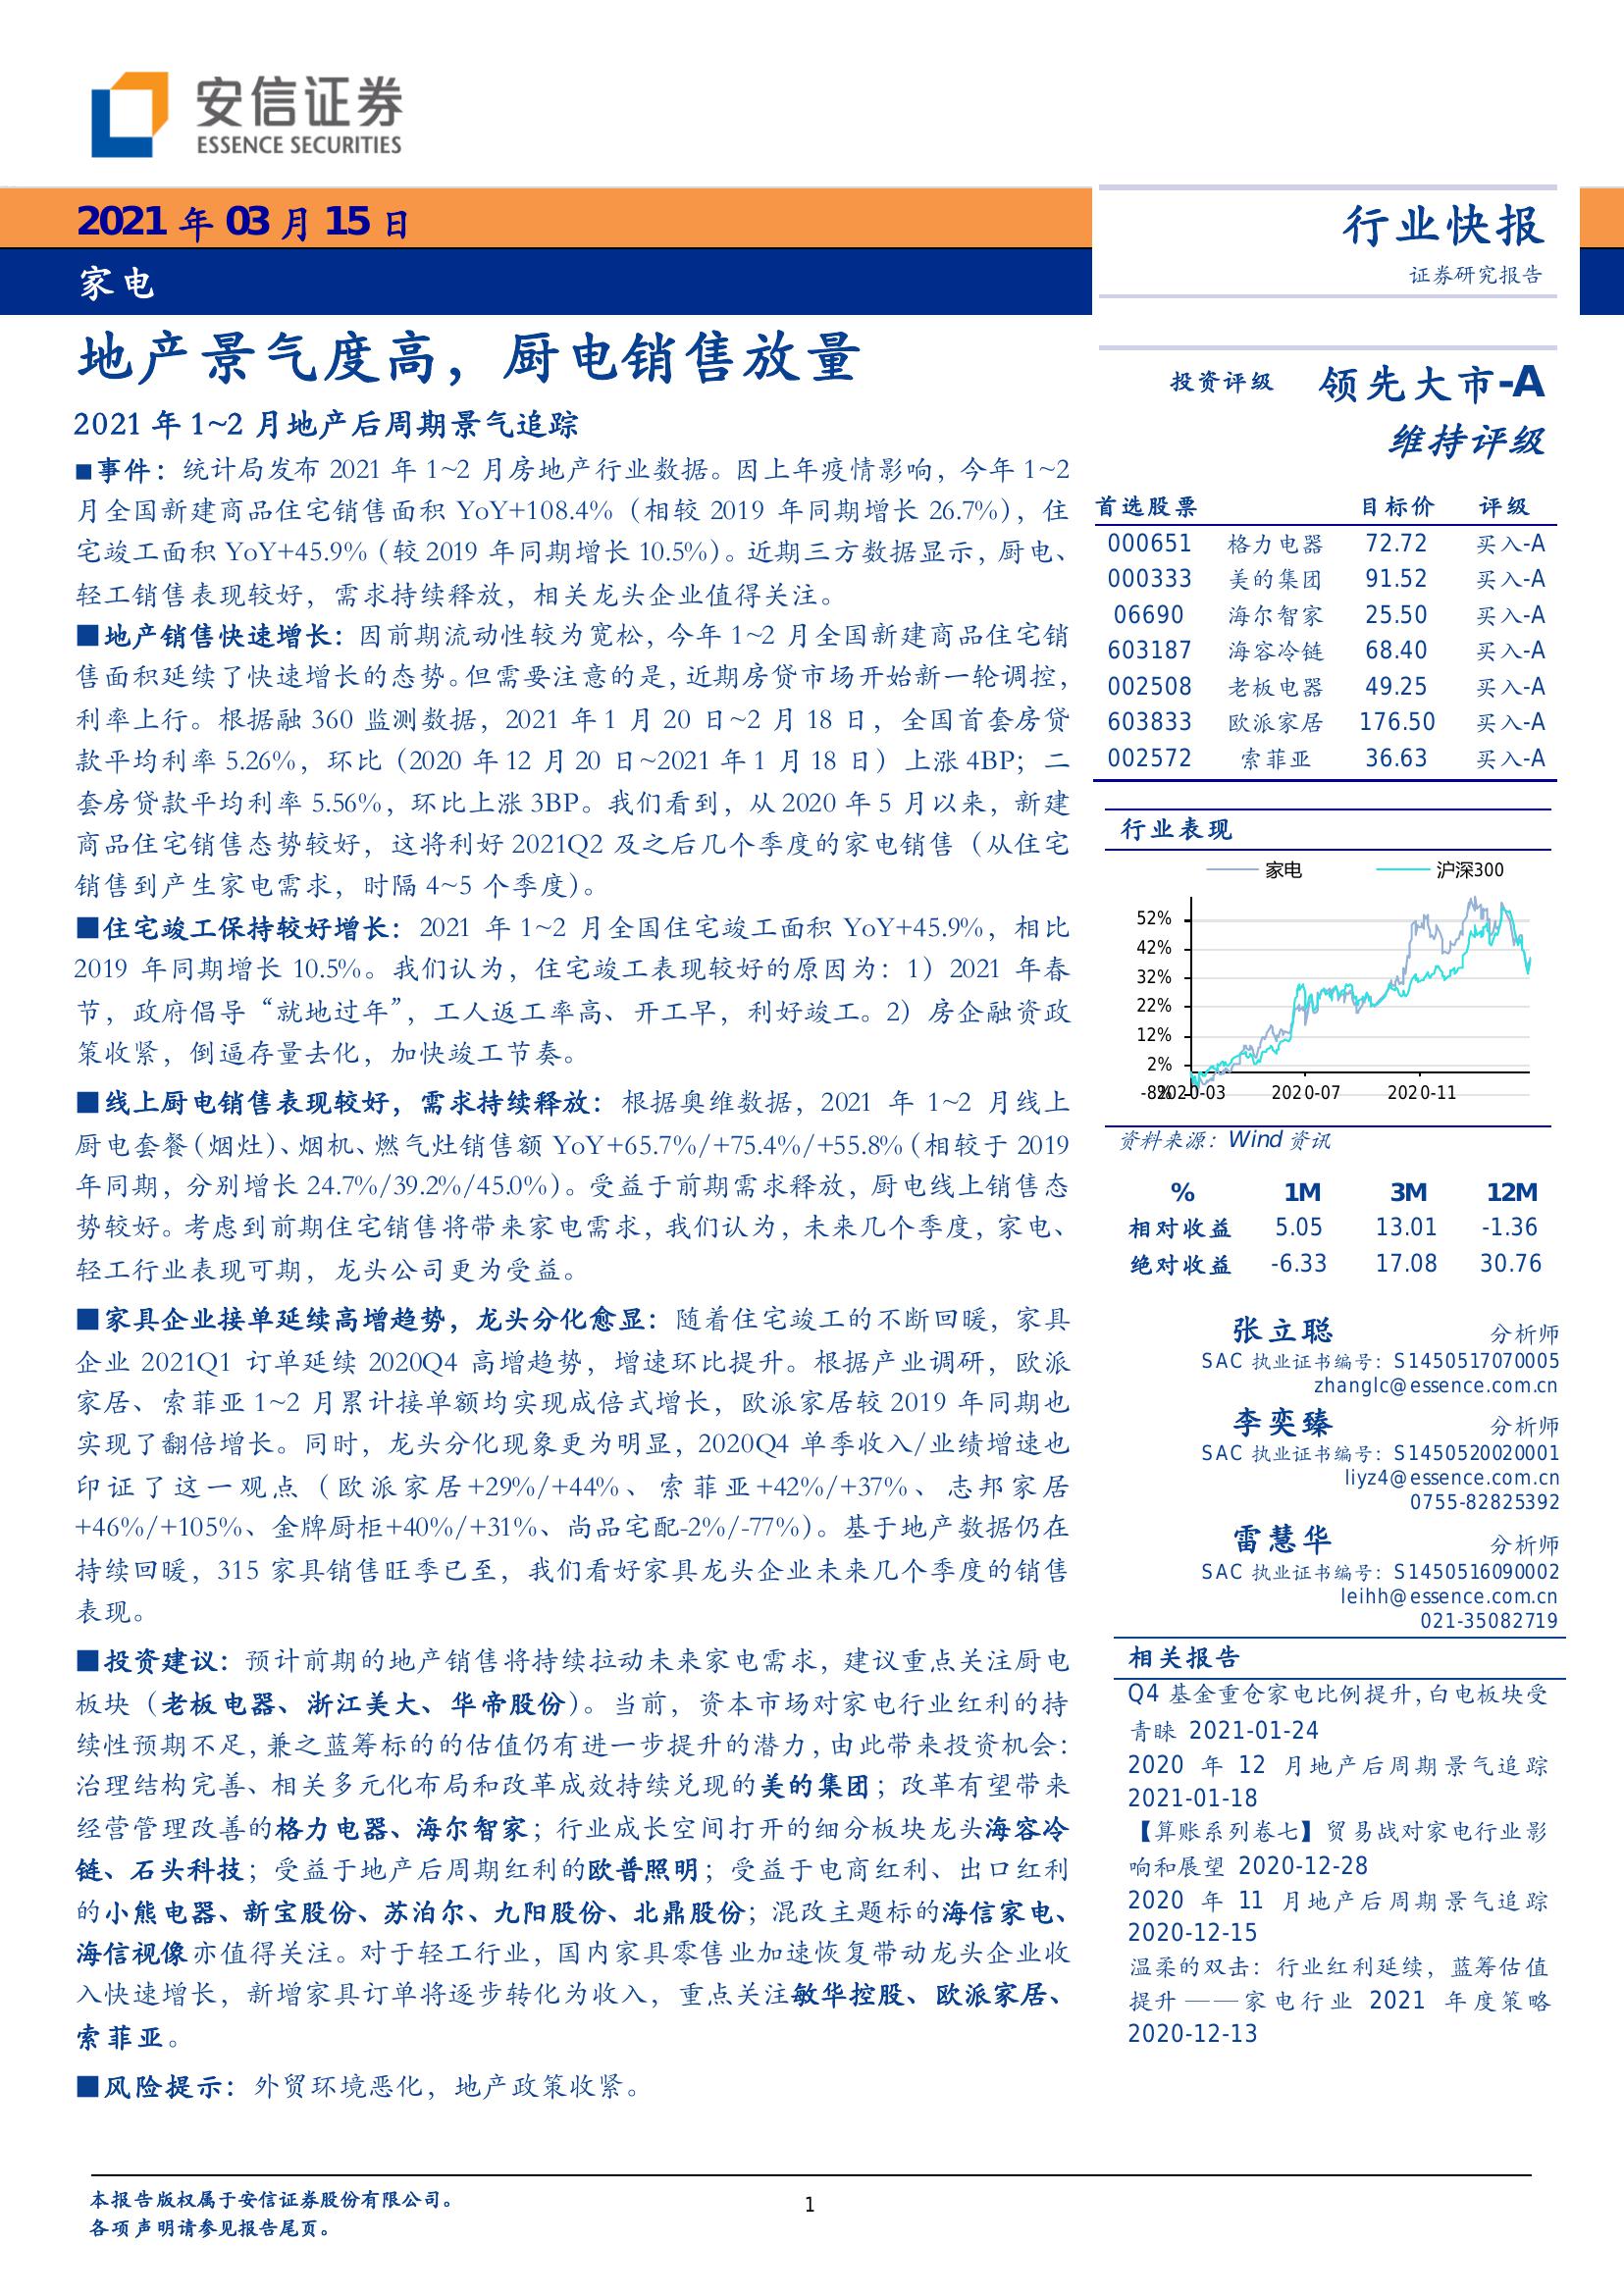 安信证券
ESSENCE SECURITIES
2021 年 03 月 15 日
家电
行业快报
证券研究报告
地产景气度高，厨电销售放量
2021 年 1~2 月地产后周期景气追踪
■事件：统计局发布 2021 年 1~2 月房地产行业数据。因上年疫情影响，今年 1~2
月全国新建商品住宅销售面积 YoY+108.4%（相较 2019 年同期增长 26.7%），住
宅竣工面积 YoY+45.9%（较 2019 年同期增长 10.5%）。近期三方数据显示，厨电、
轻工销售表现较好，需求持续释放，相关龙头企业值得关注。
■地产销售快速增长：因前期流动性较为宽松，今年 1~2 月全国新建商品住宅销
售面积延续了快速增长的态势。但需要注意的是，近期房贷市场开始新一轮调控，
利率上行。根据融 360 监测数据，2021 年 1 月 20 日~2 月 18 日，全国首套房贷
款平均利率 5.26%，环比（2020 年 12 月 20 日~2021 年 1 月 18 日）上涨 4BP；二
套房贷款平均利率 5.56%，环比上涨 3BP。我们看到，从 2020 年 5 月以来，新建
商品住宅销售态势较好，这将利好 2021Q2 及之后几个季度的家电销售（从住宅
销售到产生家电需求，时隔 4~5 个季度）。
■住宅竣工保持较好增长：2021 年 1~2 月全国住宅竣工面积 YoY+45.9%，相比
2019 年同期增长 10.5%。我们认为，住宅竣工表现较好的原因为：1）2021 年春
节，政府倡导“就地过年”，工人返工率高、开工早，利好竣工。2）房企融资政
策收紧，倒逼存量去化，加快竣工节奏。
■线上厨电销售表现较好，需求持续释放：根据奥维数据，2021 年 1~2 月线上
厨电套餐（烟灶）、烟机、燃气灶销售额 YoY+65.7%/+75.4%/+55.8%（相较于 2019
年同期，分别增长 24.7%/39.2%/45.0%）。受益于前期需求释放，厨电线上销售态
势较好。考虑到前期住宅销售将带来家电需求，我们认为，未来几个季度，家电、
轻工行业表现可期，龙头公司更为受益。
■家具企业接单延续高增趋势，龙头分化愈显：随着住宅竣工的不断回暖，家具
企业 2021Q1 订单延续 2020Q4 高增趋势，增速环比提升。根据产业调研，欧派
家居、索菲亚 1~2 月累计接单额均实现成倍式增长，欧派家居较 2019 年同期也
实现了翻倍增长。同时，龙头分化现象更为明显，2020Q4 单季收入/业绩增速也
印证了这一观点（欧派家居+29%/+44%、索菲亚+42%/+37%、志邦家居
+46%/+105%、金牌厨柜+40%/+31%、尚品宅配-2%/-77%）。基于地产数据仍在
持续回暖，315 家具销售旺季已至，我们看好家具龙头企业未来几个季度的销售
表现。
■投资建议：预计前期的地产销售将持续拉动未来家电需求，建议重点关注厨电
板块（老板电器、浙江美大、华帝股份）。当前，资本市场对家电行业红利的持
续性预期不足，兼之蓝筹标的的估值仍有进一步提升的潜力，由此带来投资机会：
治理结构完善、相关多元化布局和改革成效持续兑现的美的集团；改革有望带来
经营管理改善的格力电器、海尔智家；行业成长空间打开的细分板块龙头海容冷
链、石头科技；受益于地产后周期红利的欧普照明；受益于电商红利、出口红利
的小熊电器、新宝股份、苏泊尔、九阳股份、北鼎股份；混改主题标的海信家电、
海信视像亦值得关注。对于轻工行业，国内家具零售业加速恢复带动龙头企业收
入快速增长，新增家具订单将逐步转化为收入，重点关注敏华控股、欧派家居、
索菲亚。
■风险提示：外贸环境恶化，地产政策收紧。
投资评级 领先大市-A
维持评级
首选股票 目标价 评级
000651 格力电器 72.72 买入-A
000333 美的集团 91.52 买入-A
06690 海尔智家 25.50 买入-A
603187 海容冷链 68.40 买入-A
002508 老板电器 49.25 买入-A
603833 欧派家居 176.50 买入-A
002572 索菲亚 36.63 买入-A
行业表现
家电 沪深300
52%
42%
32%
22%
12%
2%
-8%
2020-03 2020-07 2020-11
资料来源：Wind 资讯
% 1M 3M 12M
相对收益 5.05 13.01 -1.36
绝对收益 -6.33 17.08 30.76
张立聪 分析师
SAC 执业证书编号：S1450517070005
zhanglc@essence.com.cn
李奕臻 分析师
SAC 执业证书编号：S1450520020001
liyz4@essence.com.cn
0755-82825392
雷慧华 分析师
SAC 执业证书编号：S1450516090002
leihh@essence.com.cn
021-35082719
相关报告
Q4 基金重仓家电比例提升，白电板块受
青睐 2021-01-24
2020 年 12 月地产后周期景气追踪
2021-01-18
【算账系列卷七】贸易战对家电行业影
响和展望 2020-12-28
2020 年 11 月地产后周期景气追踪
2020-12-15
温柔的双击：行业红利延续，蓝筹估值
提升——家电行业 2021 年度策略
2020-12-13
本报告版权属于安信证券股份有限公司。
各项声明请参见报告尾页。
1